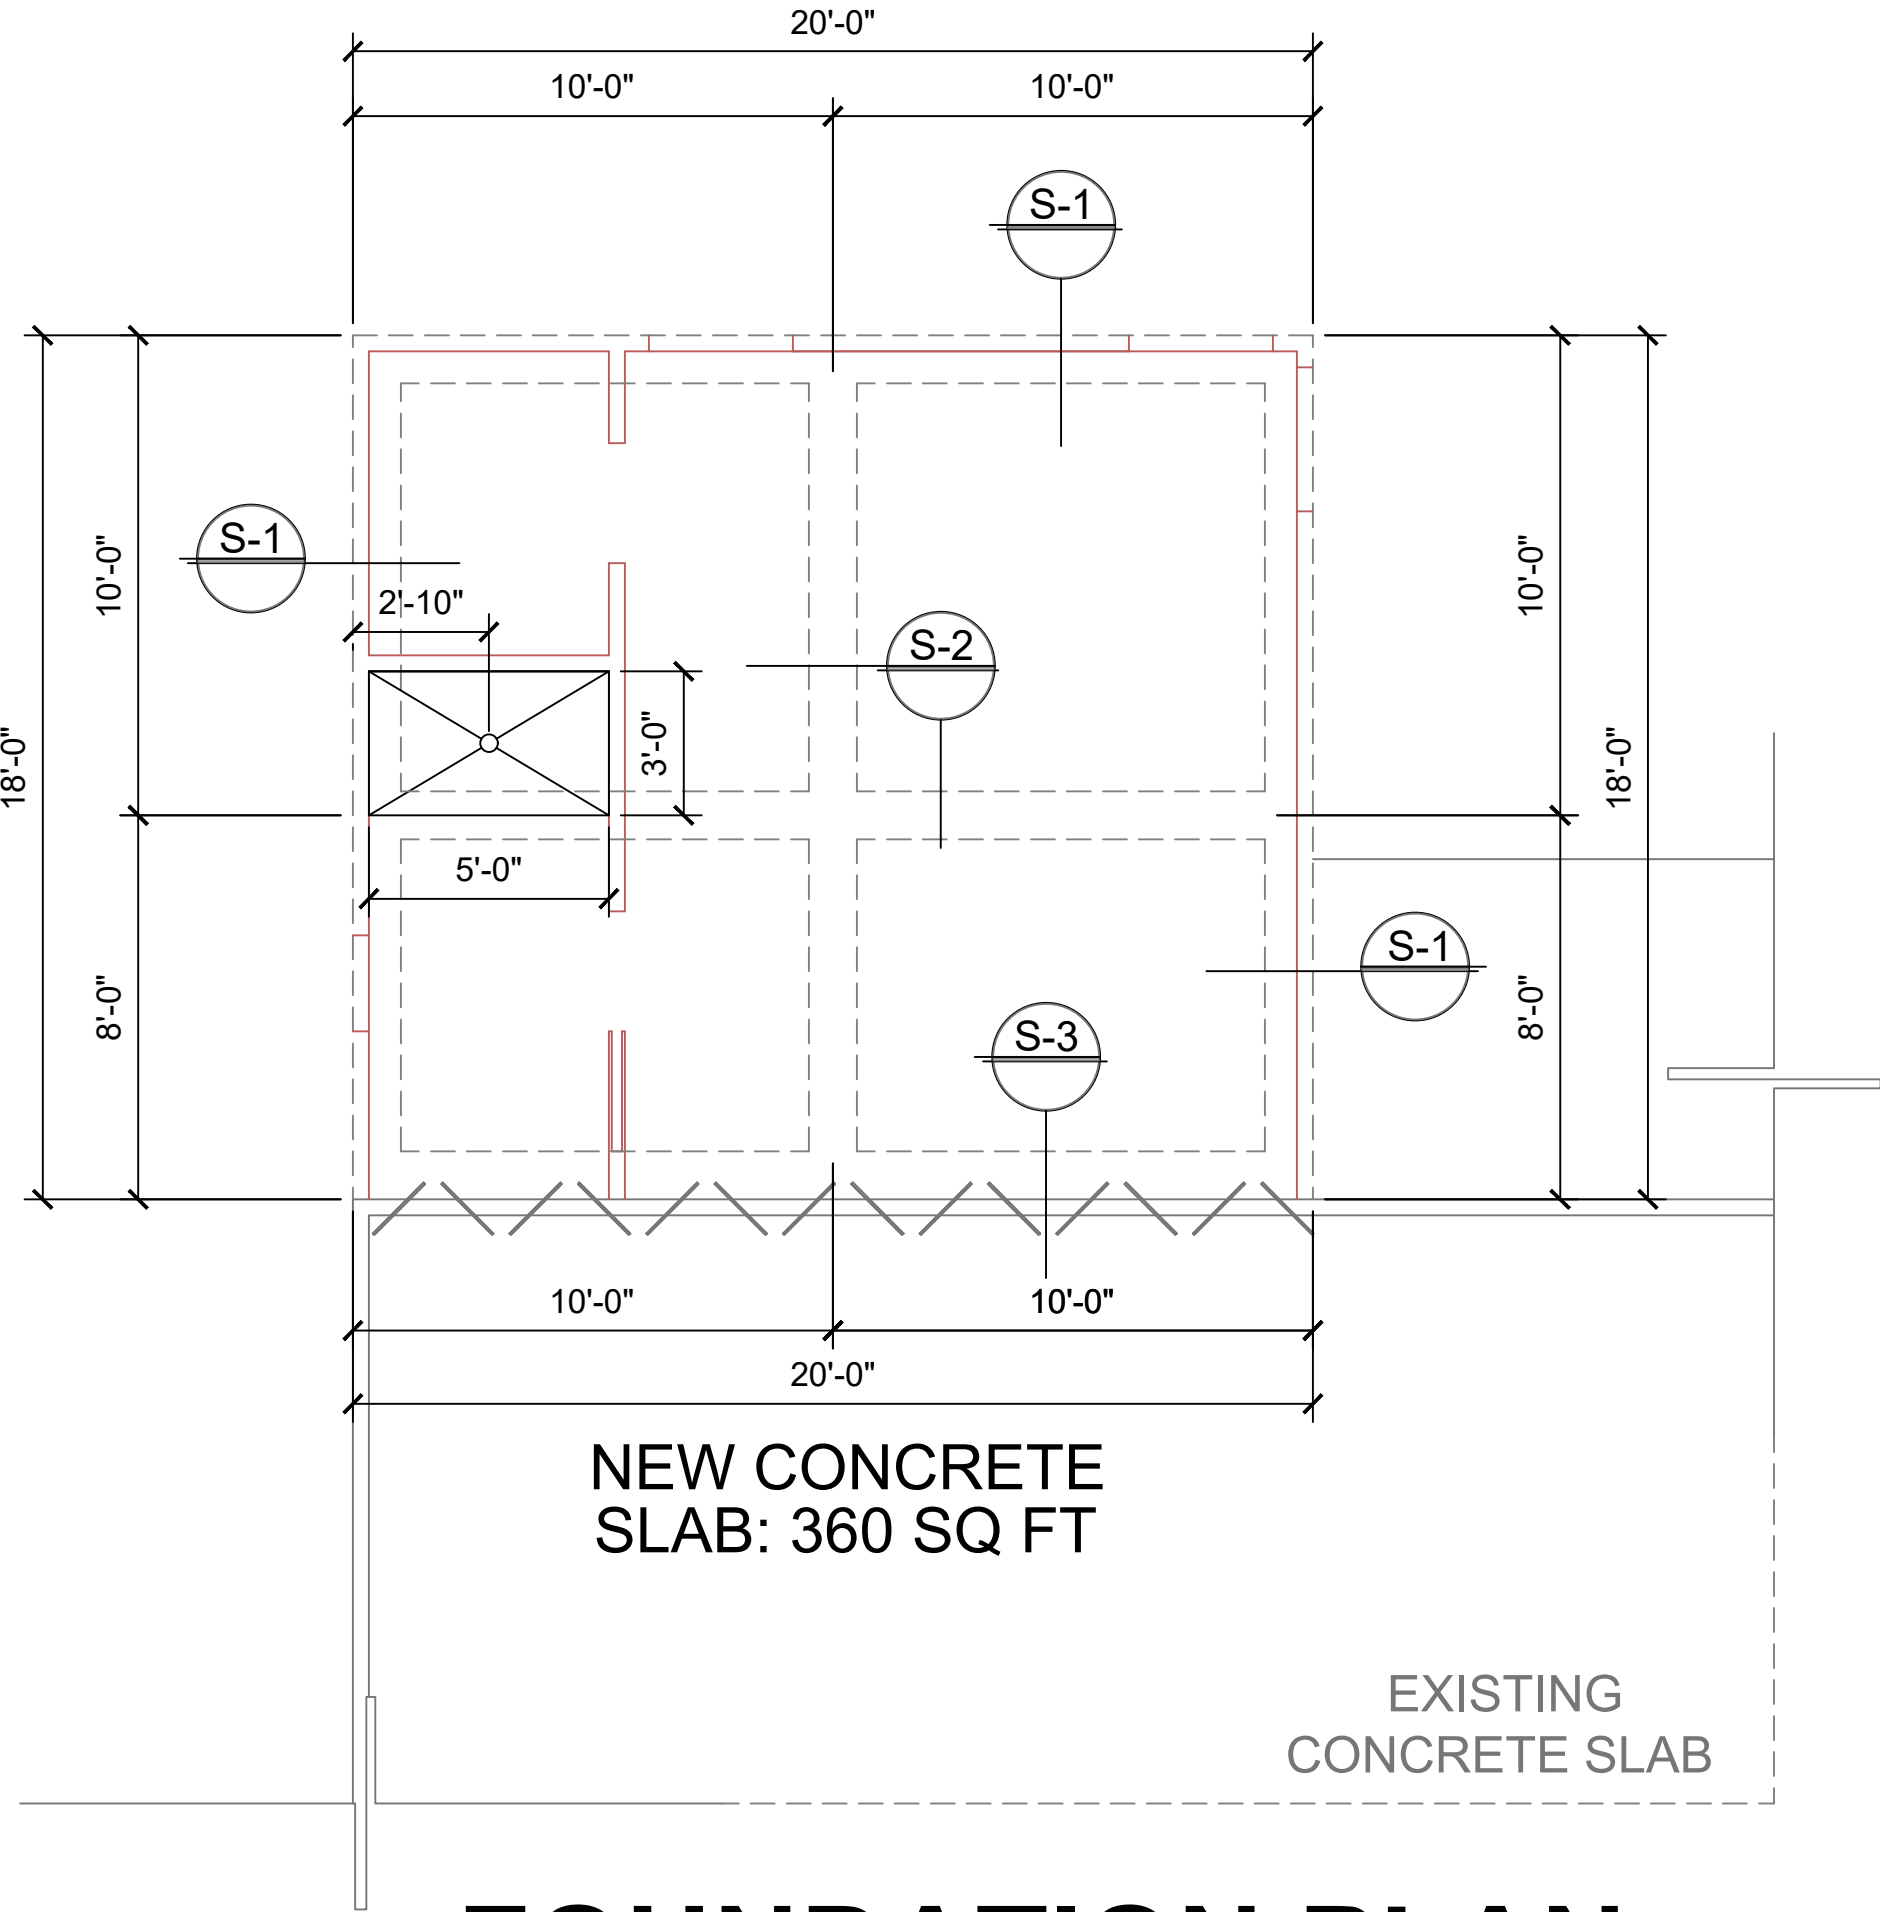 20'-0"
10'-0" 10'-0"
S-1
S-1
10'-0"
10'-0"
2'-10"
S-2
18'-0"
3'-0"
18'-0"
5'-0"
S-1
8'-0"
8'-0"
S-3
10'-0" 10'-0"
20'-0"
NEW CONCRETE
SLAB: 360 SQ FT
EXISTING
CONCRETE SLAB
FOUNDATION PLAN